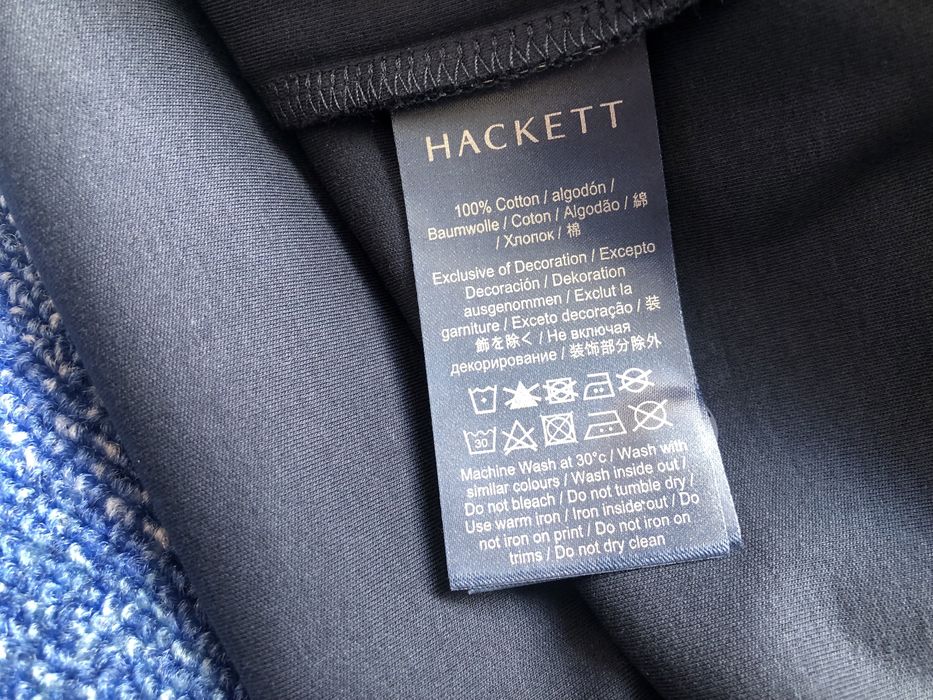 HACKETT
100% Cotton / algodón /
Baumwolle / Coton / Algodão / 綿
/ Хлопок / 棉
Exclusive of Decoration / Excepto
Decoración / Dekoration
ausgenommen / Exclut la
garniture / Exceto decoração / 装
飾を除く / Не включая
декорирование / 装饰部分除外
30
Machine Wash at 30°c / Wash with
similar colours / Wash inside out /
Do not bleach / Do not tumble dry /
Use warm iron / Iron inside out / Do
not iron on print / Do not iron on
trims / Do not dry clean